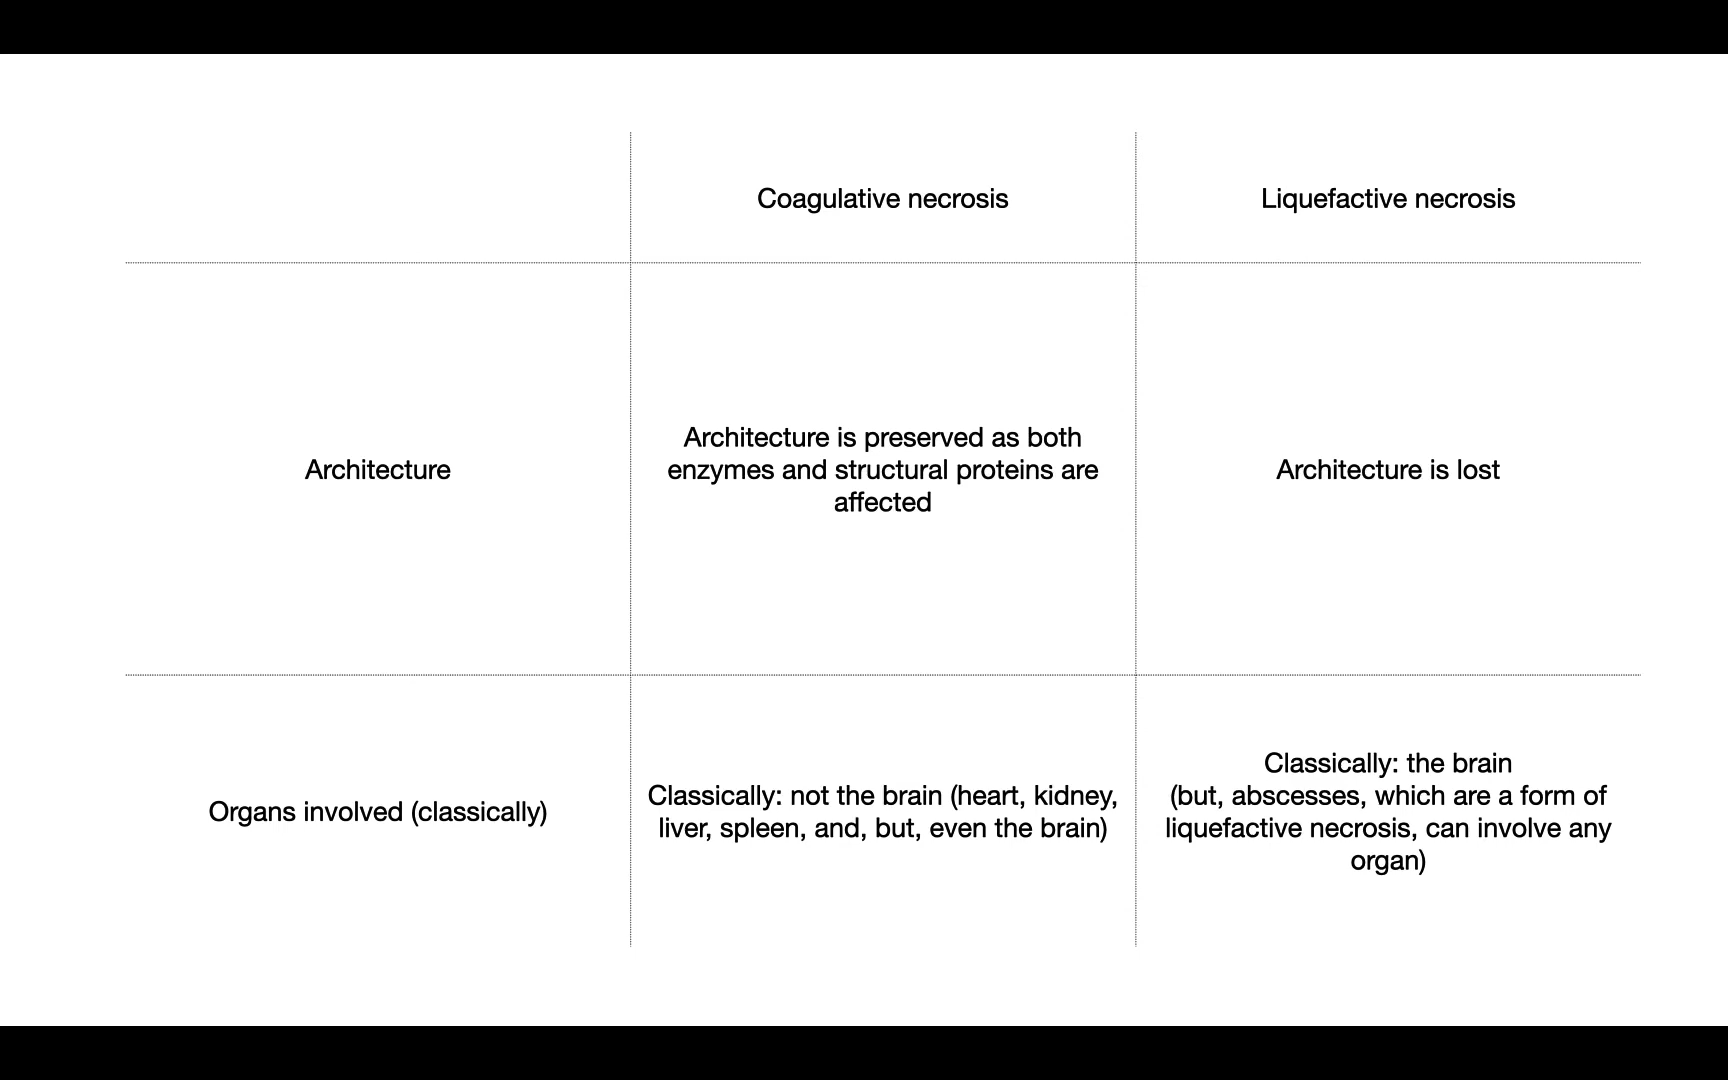 Coagulative necrosis
Liquefactive necrosis
Architecture
Architecture is preserved as both
enzymes and structural proteins are
affected
Architecture is lost
Organs involved (classically)
Classically: not the brain (heart, kidney,
liver, spleen, and, but, even the brain)
Classically: the brain
(but, abscesses, which are a form of
liquefactive necrosis, can involve any
organ)